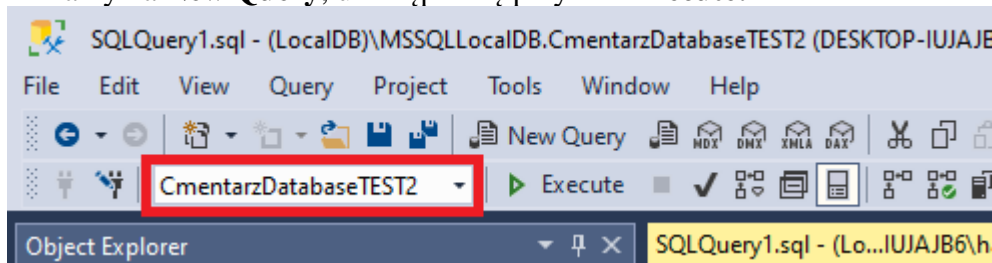 SQLQuery1.sql - (LocalDB)\MSSQLLocalDB.CmentarzDatabaseTEST2 (DESKTOP-IUJAJB
File Edit View Query Project Tools Window Help
New Query MDX DMX XMLA DAX
CmentarzDatabaseTEST2 Execute
Object Explorer SQLQuery1.sql - (Lo...IUJAJB6\h